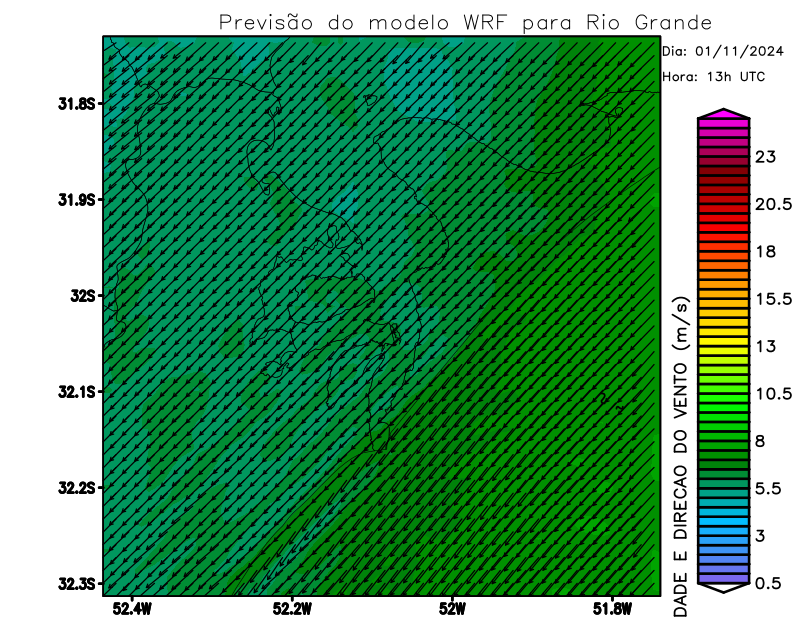 Previsão do modelo WRF para Rio Grande
Dia: 01/11/2024
Hora: 13h UTC
31.8S
31.9S
32S
32.1S
32.2S
32.3S
52.4W
52.2W
52W
51.8W
DADE E DIRECAO DO VENTO (m/s)
23
20.5
18
15.5
13
10.5
8
5.5
3
0.5